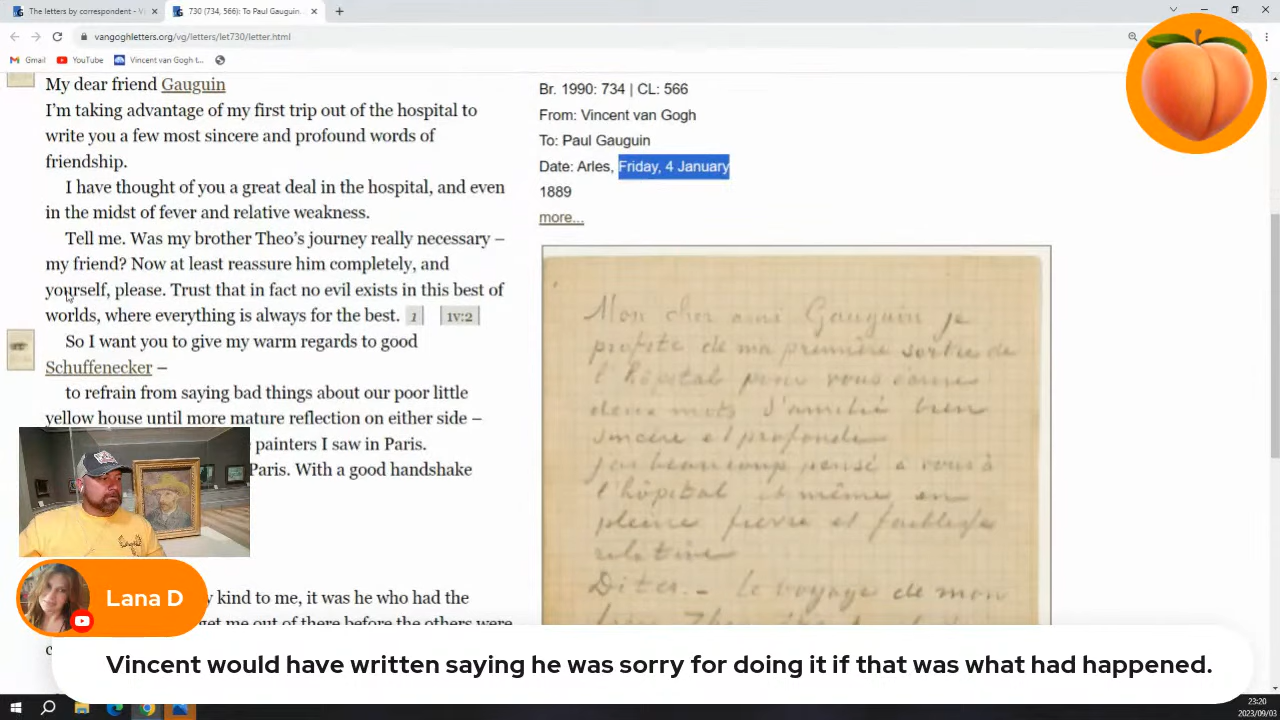 The letters by correspondent - V
730 (734, 566): To Paul Gauguin.
vangoghletters.org/vg/letters/let730/letter.html
Gmail
YouTube
Vincent van Gogh t...
My dear friend Gauguin
I'm taking advantage of my first trip out of the hospital to
write you a few most sincere and profound words of
friendship.
I have thought of you a great deal in the hospital, and even
in the midst of fever and relative weakness.
Tell me. Was my brother Theo's journey really necessary –
my friend? Now at least reassure him completely, and
yourself, please. Trust that in fact no evil exists in this best of
worlds, where everything is always for the best. 1 1v:2
So I want you to give my warm regards to good
Schuffenecker –
to refrain from saying bad things about our poor little
yellow house until more mature reflection on either side –
painters I saw in Paris.
Paris. With a good handshake
y kind to me, it was he who had the
get me out of there before the others were
Br. 1990: 734 | CL: 566
From: Vincent van Gogh
To: Paul Gauguin
Date: Arles, Friday, 4 January
1889
more...
Mon cher ami Gauguin je
profite de ma première sortie de
l'hôpital pour vous écrire
deux mots d'amitié bien
sincère et profonde
j'ai beaucoup pensé à vous à
l'hôpital et même en
pleine fièvre et faiblesse
relative
Dites. – le voyage de mon
Lana D
Vincent would have written saying he was sorry for doing it if that was what had happened.
23:20
2023/09/03